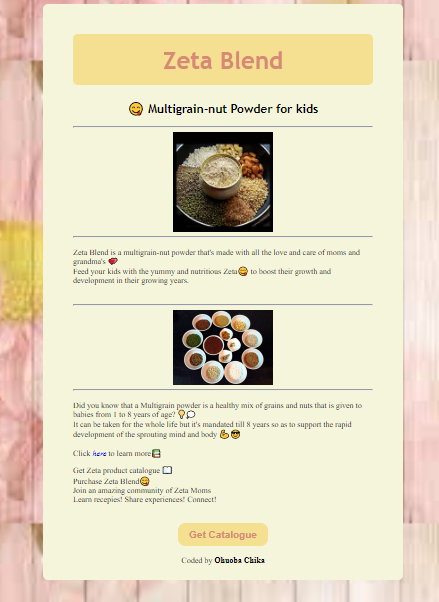 Zeta Blend
😋 Multigrain-nut Powder for kids
Zeta Blend is a multigrain-nut powder that's made with all the love and care of moms and
grandma's 💝
Feed your kids with the yummy and nutritious Zeta😋 to boost their growth and
development in their growing years.
Did you know that a Multigrain powder is a healthy mix of grains and nuts that is given to
babies from 1 to 8 years of age? 💡💭
It can be taken for the whole life but it's mandated till 8 years so as to support the rapid
development of the sprouting mind and body 💪😎
Click here to learn more
Get Zeta product catalogue 📖
Purchase Zeta Blend😋
Join an amazing community of Zeta Moms
Learn recepies! Share experiences! Connect!
Get Catalogue
Coded by Okuoba Chika